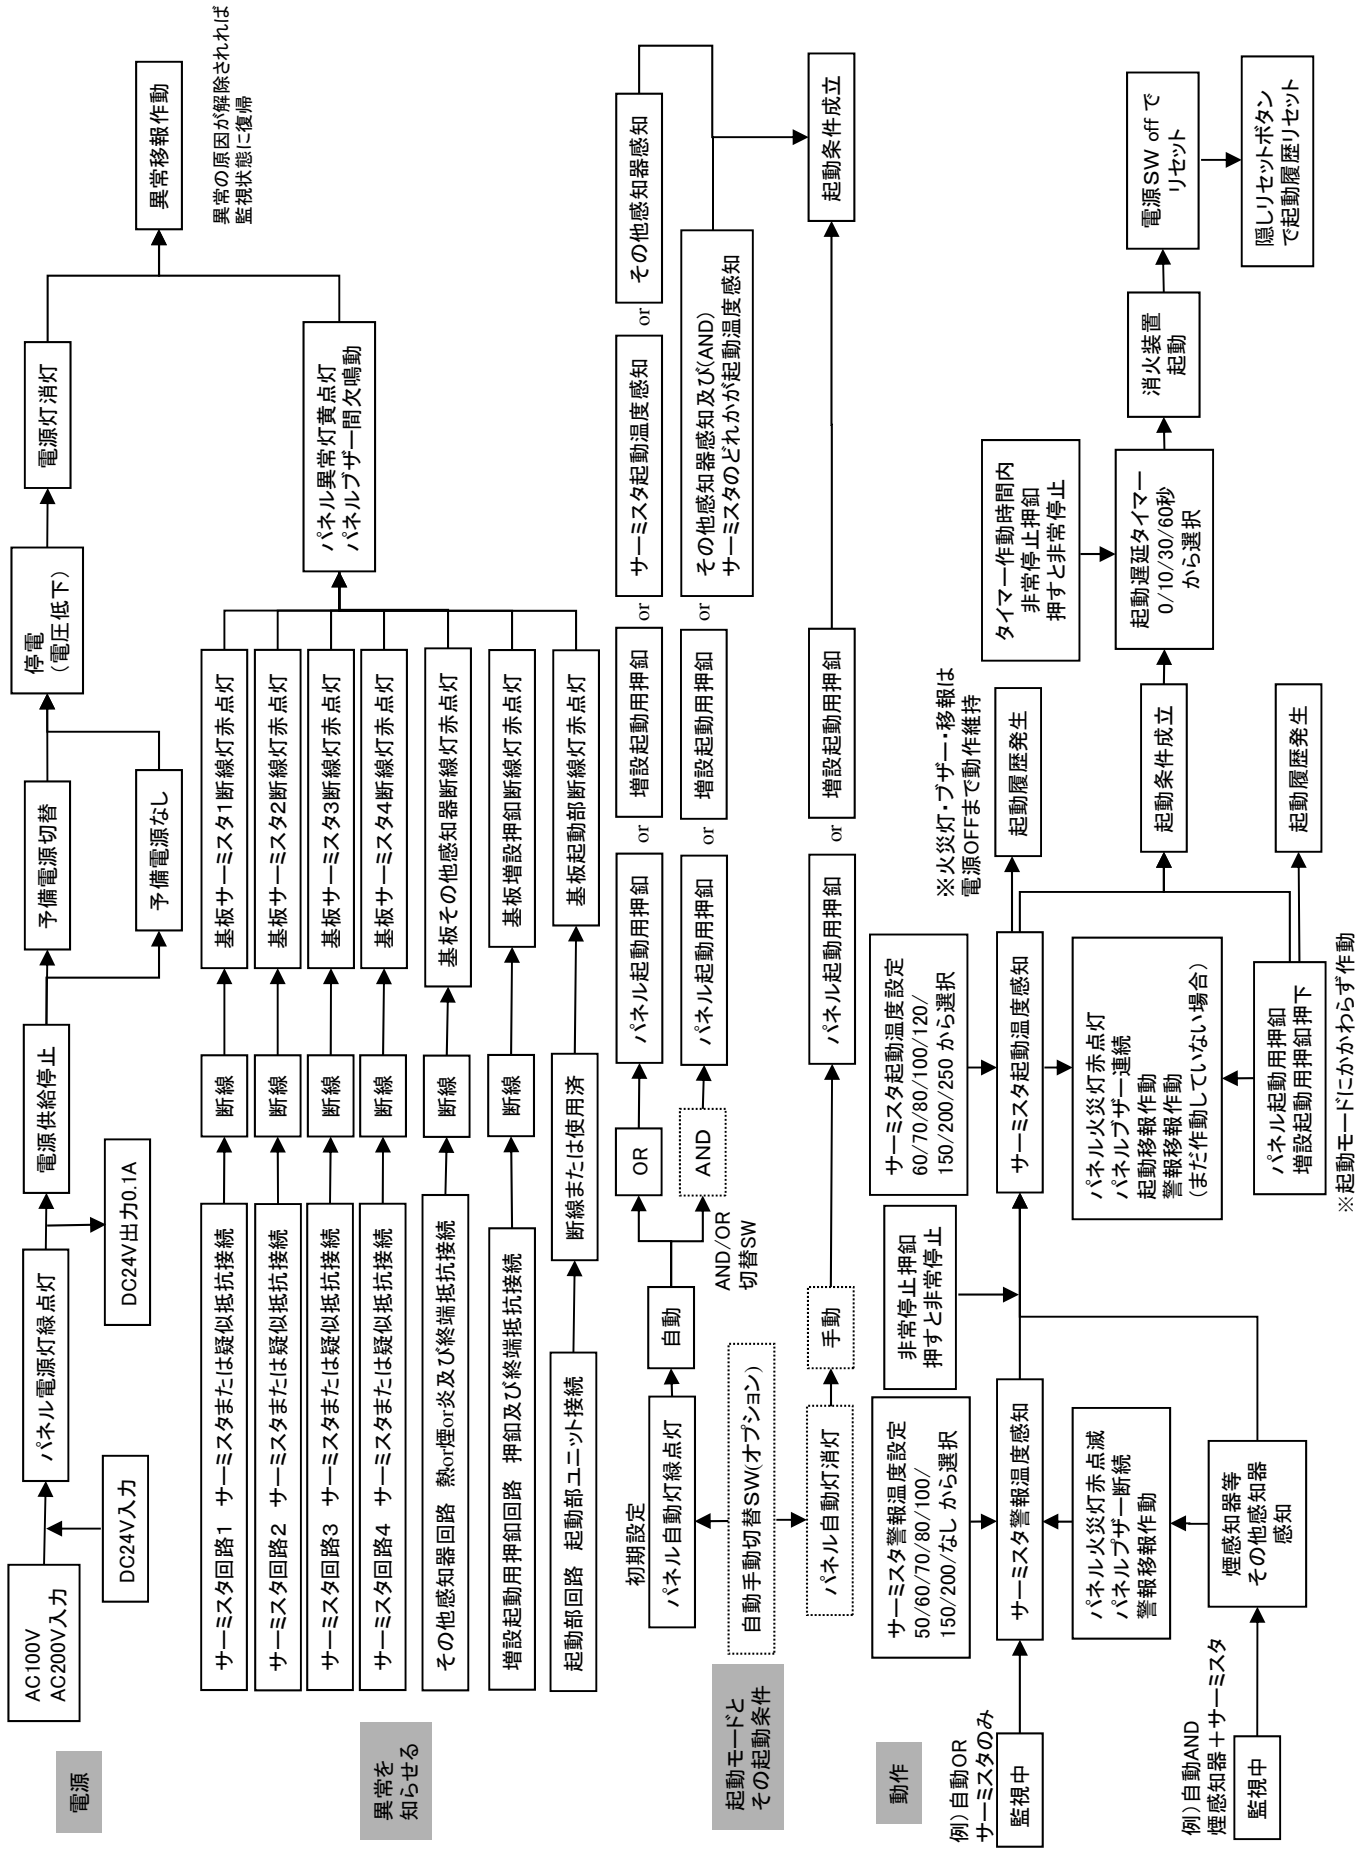 電源
AC100V
AC200V入力
DC24V入力
パネル電源灯緑点灯
DC24V出力0.1A
電源供給停止
予備電源切替
予備電源なし
停電
(電圧低下)
電源灯消灯
異常移報作動
異常の原因が解除されれば
監視状態に復帰
異常を
知らせる
サーミスタ回路1 サーミスタまたは疑似抵抗接続
断線
基板サーミスタ1断線灯赤点灯
サーミスタ回路2 サーミスタまたは疑似抵抗接続
断線
基板サーミスタ2断線灯赤点灯
サーミスタ回路3 サーミスタまたは疑似抵抗接続
断線
基板サーミスタ3断線灯赤点灯
サーミスタ回路4 サーミスタまたは疑似抵抗接続
断線
基板サーミスタ4断線灯赤点灯
その他感知器回路 熱or煙or炎及び終端抵抗接続
断線
基板その他感知器断線灯赤点灯
増設起動用押釦回路 押釦及び終端抵抗接続
断線
基板増設押釦断線灯赤点灯
起動部回路 起動部ユニット接続
断線または使用済
基板起動部断線灯赤点灯
パネル異常灯黄点灯
パネルブザー間欠鳴動
起動モードと
その起動条件
初期設定
パネル自動灯緑点灯
自動手動切替SW(オプション)
パネル自動灯消灯
自動
手動
AND/OR
切替SW
OR
AND
パネル起動用押釦
or
増設起動用押釦
or
サーミスタ起動温度感知
or
その他感知器感知
パネル起動用押釦
or
増設起動用押釦
or
その他感知器感知及び(AND)
サーミスタのどれかが起動温度感知
パネル起動用押釦
or
増設起動用押釦
起動条件成立
動作
例)自動OR
サーミスタのみ
監視中
サーミスタ警報温度設定
50/60/70/80/100/
150/200/なし から選択
サーミスタ警報温度感知
パネル火災灯赤点滅
パネルブザー断続
警報移報作動
非常停止押釦
押すと非常停止
サーミスタ起動温度設定
60/70/80/100/120/
150/200/250 から選択
サーミスタ起動温度感知
パネル火災灯赤点灯
パネルブザー連続
起動移報作動
警報移報作動
(まだ作動していない場合)
※火災灯・ブザー・移報は
電源OFFまで動作維持
起動履歴発生
起動条件成立
タイマー作動時間内
非常停止押釦
押すと非常停止
起動遅延タイマー
0/10/30/60秒
から選択
消火装置
起動
電源SW off で
リセット
隠しリセットボタン
で起動履歴リセット
例)自動AND
煙感知器+サーミスタ
監視中
煙感知器等
その他感知器
感知
パネル起動用押釦
増設起動用押釦押下
※起動モードにかかわらず作動
起動履歴発生